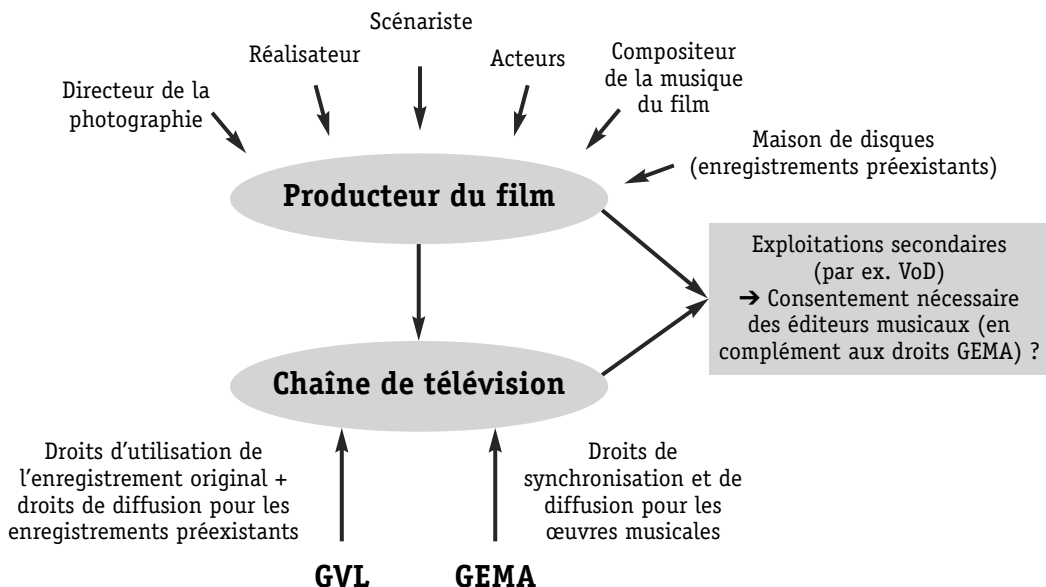 Scénariste
Réalisateur
Acteurs
Compositeur
de la musique
du film
Directeur de la
photographie
Maison de disques
(enregistrements préexistants)
Producteur du film
Exploitations secondaires
(par ex. VoD)
➔ Consentement nécessaire
des éditeurs musicaux (en
complément aux droits GEMA) ?
Chaîne de télévision
Droits d'utilisation de
l'enregistrement original +
droits de diffusion pour les
enregistrements préexistants
Droits de
synchronisation et de
diffusion pour les
œuvres musicales
GVL
GEMA